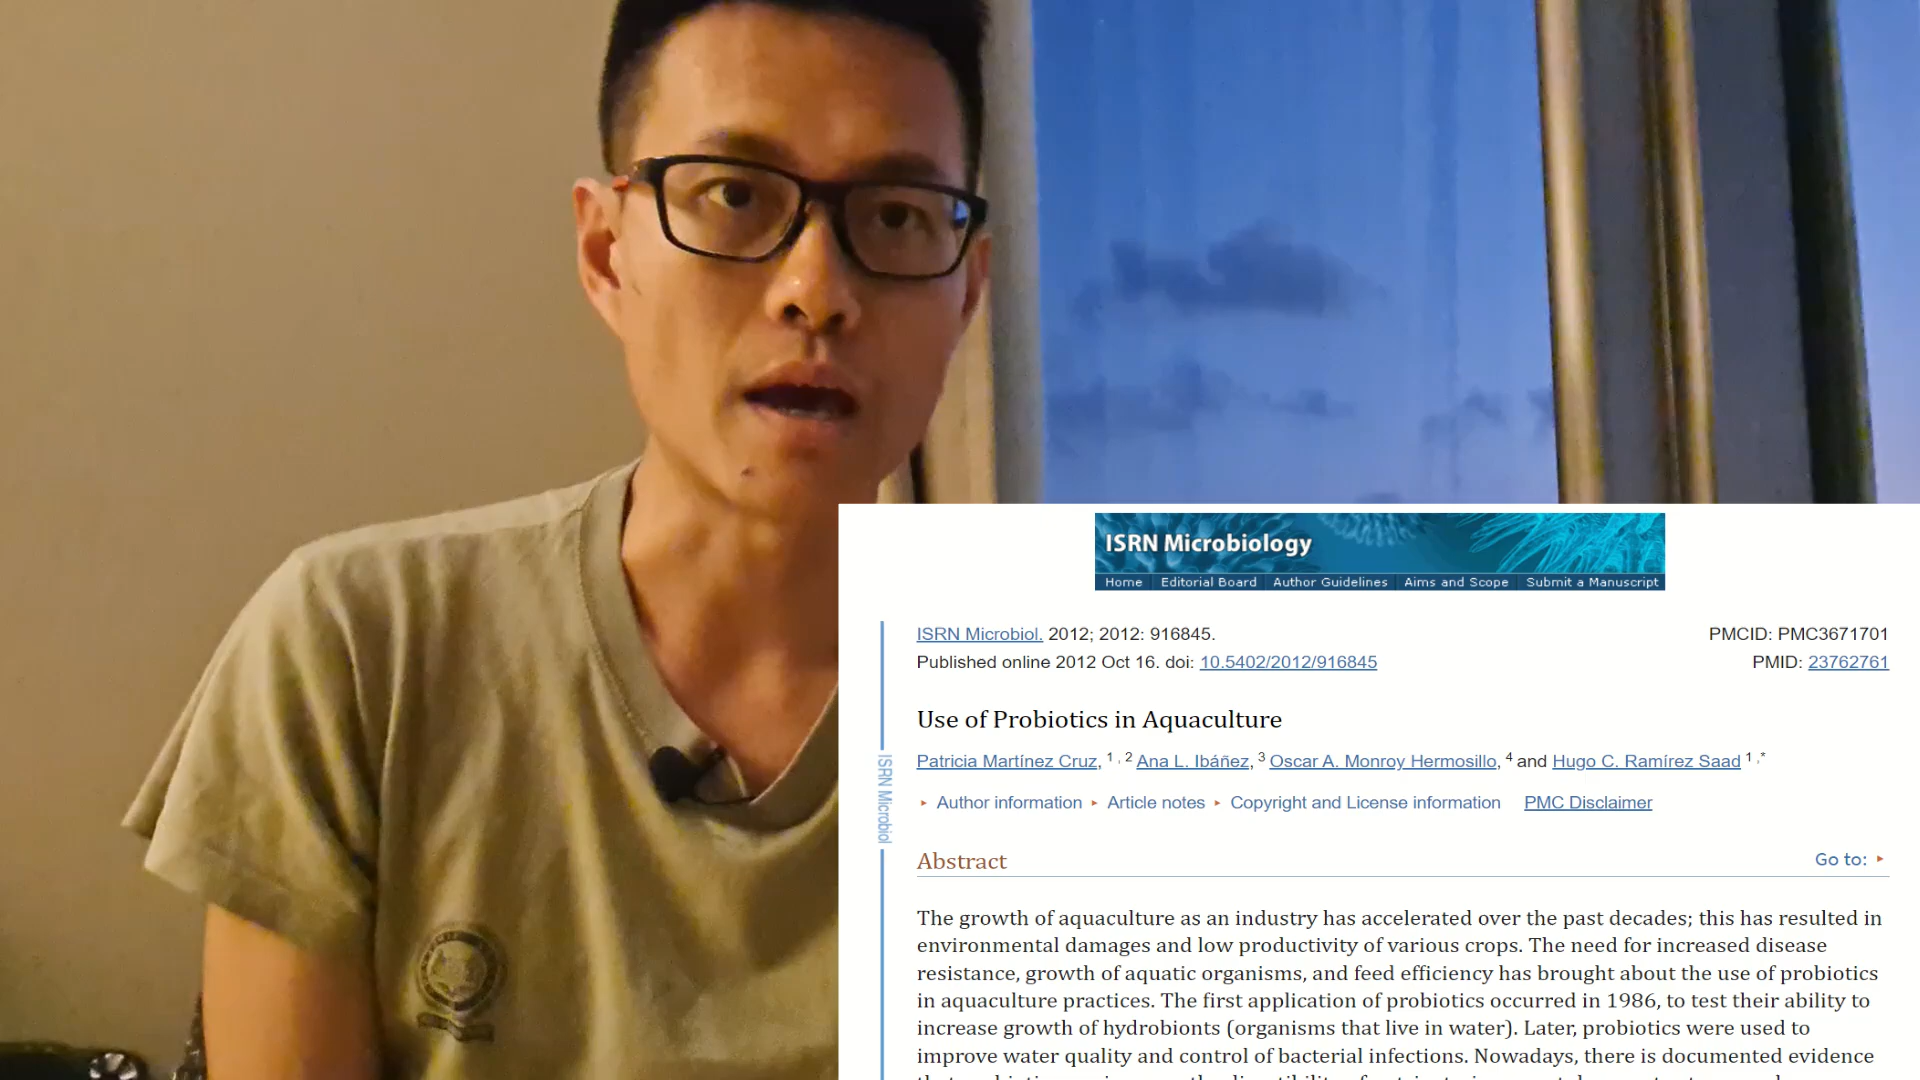 ISRN Microbiology
Home Editorial Board Author Guidelines Aims and Scope Submit a Manuscript
ISRN Microbiol. 2012; 2012: 916845. PMCID: PMC3671701
Published online 2012 Oct 16. doi: 10.5402/2012/916845 PMID: 23762761
Use of Probiotics in Aquaculture
Patricia Martínez Cruz, 1 , 2 Ana L. Ibáñez, 3 Oscar A. Monroy Hermosillo, 4 and Hugo C. Ramírez Saad 1 ,*
▸ Author information ▸ Article notes ▸ Copyright and License information PMC Disclaimer
ISRN Microbiol
Abstract Go to: ▸
The growth of aquaculture as an industry has accelerated over the past decades; this has resulted in
environmental damages and low productivity of various crops. The need for increased disease
resistance, growth of aquatic organisms, and feed efficiency has brought about the use of probiotics
in aquaculture practices. The first application of probiotics occurred in 1986, to test their ability to
increase growth of hydrobionts (organisms that live in water). Later, probiotics were used to
improve water quality and control of bacterial infections. Nowadays, there is documented evidence